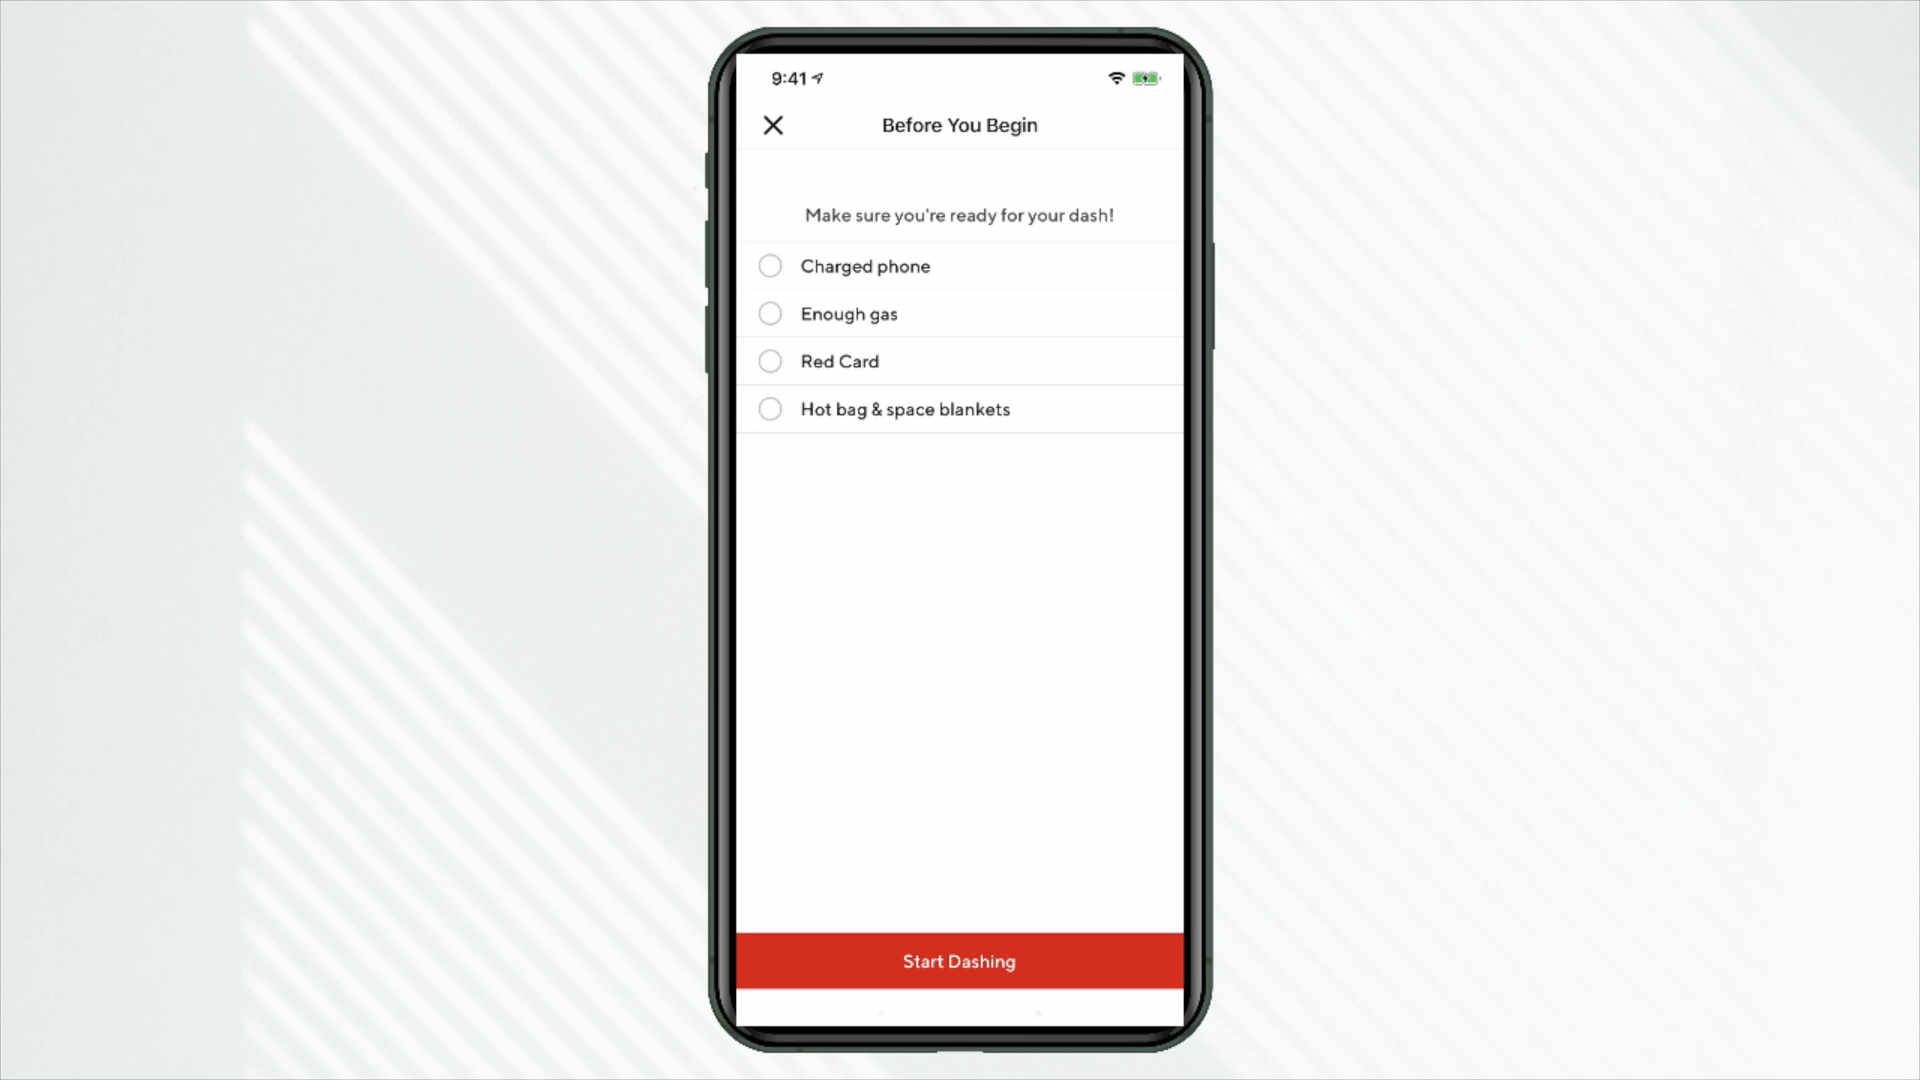 9:41
Before You Begin
Make sure you're ready for your dash!
Charged phone
Enough gas
Red Card
Hot bag & space blankets
Start Dashing